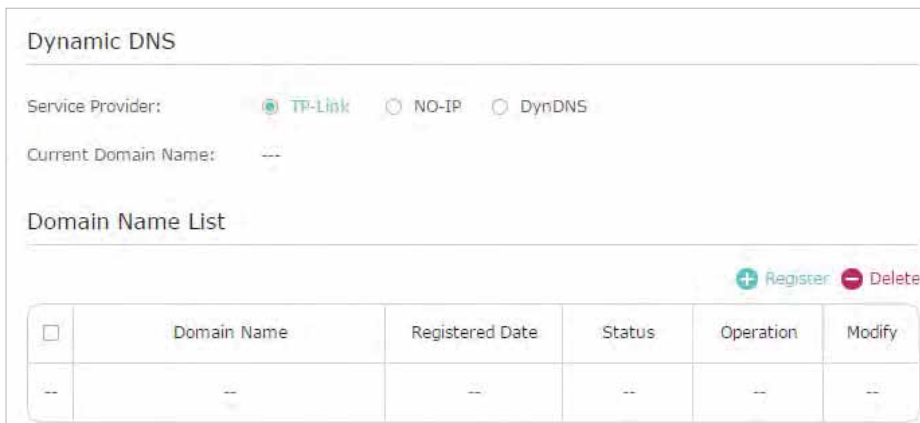 Dynamic DNS
Service Provider: TP-Link NO-IP DynDNS
Current Domain Name: ---
Domain Name List
Register Delete
Domain Name Registered Date Status Operation Modify
-- -- -- -- -- --